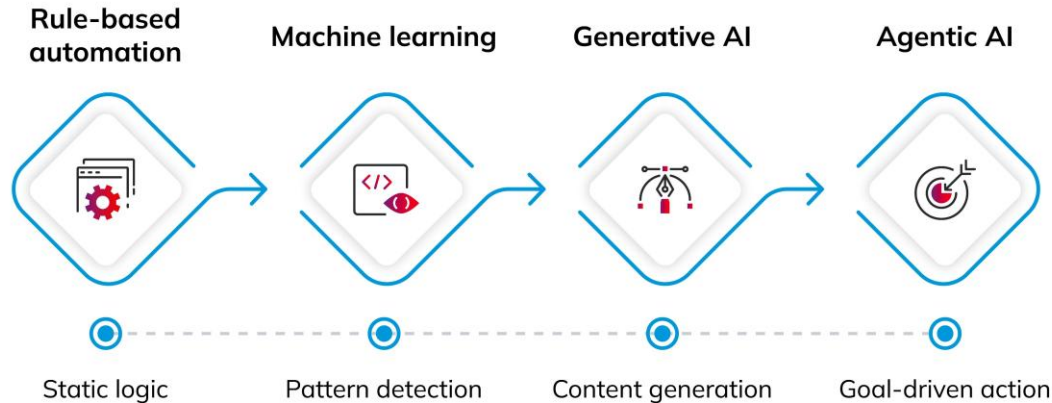 Rule-based
automation
Machine learning
Generative AI
Agentic AI
</>
Static logic
Pattern detection
Content generation
Goal-driven action